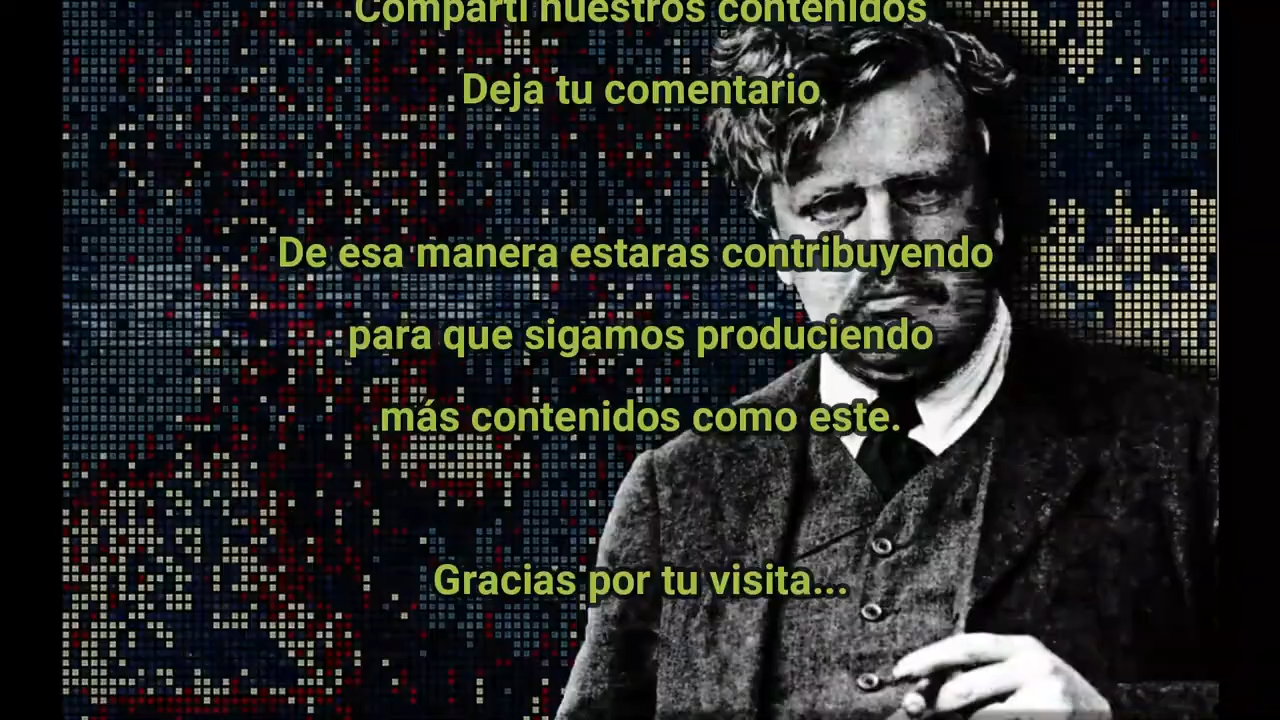 Compartí nuestros contenidos
Deja tu comentario
De esa manera estaras contribuyendo
para que sigamos produciendo
más contenidos como este.
Gracias por tu visita...